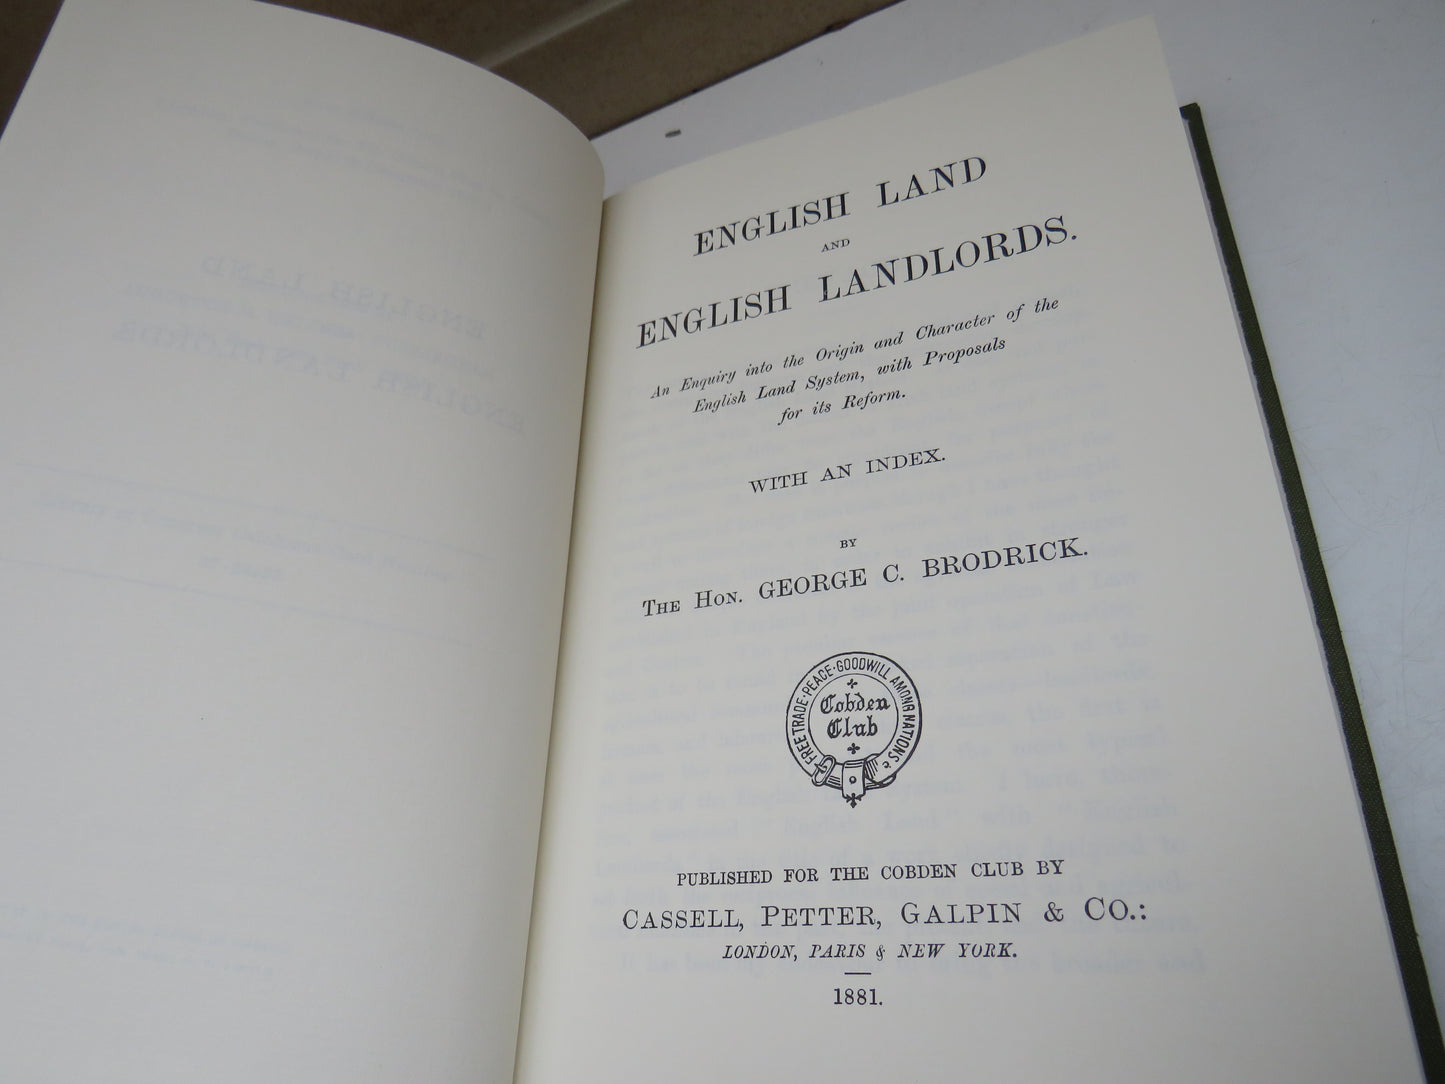 ENGLISH LAND
AND
ENGLISH LANDLORDS.
An Enquiry into the Origin and Character of the
English Land System, with Proposals
for its Reform.
WITH AN INDEX.
BY
THE HON. GEORGE C. BRODRICK.
FREE TRADE · PEACE · GOODWILL AMONG NATIONS
Cobden
Club
PUBLISHED FOR THE COBDEN CLUB BY
CASSELL, PETTER, GALPIN & CO.:
LONDON, PARIS & NEW YORK.
1881.